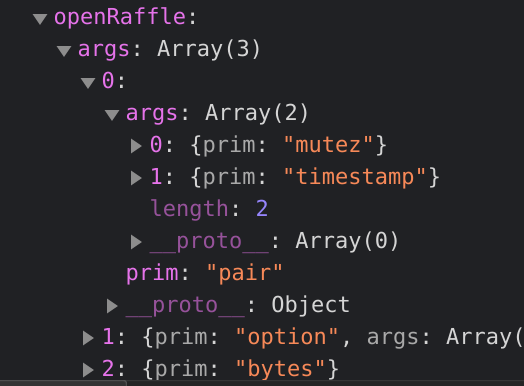 openRaffle:
args: Array(3)
0:
args: Array(2)
0: {prim: "mutez"}
1: {prim: "timestamp"}
length: 2
__proto__: Array(0)
prim: "pair"
__proto__: Object
1: {prim: "option", args: Array(
2: {prim: "bytes"}